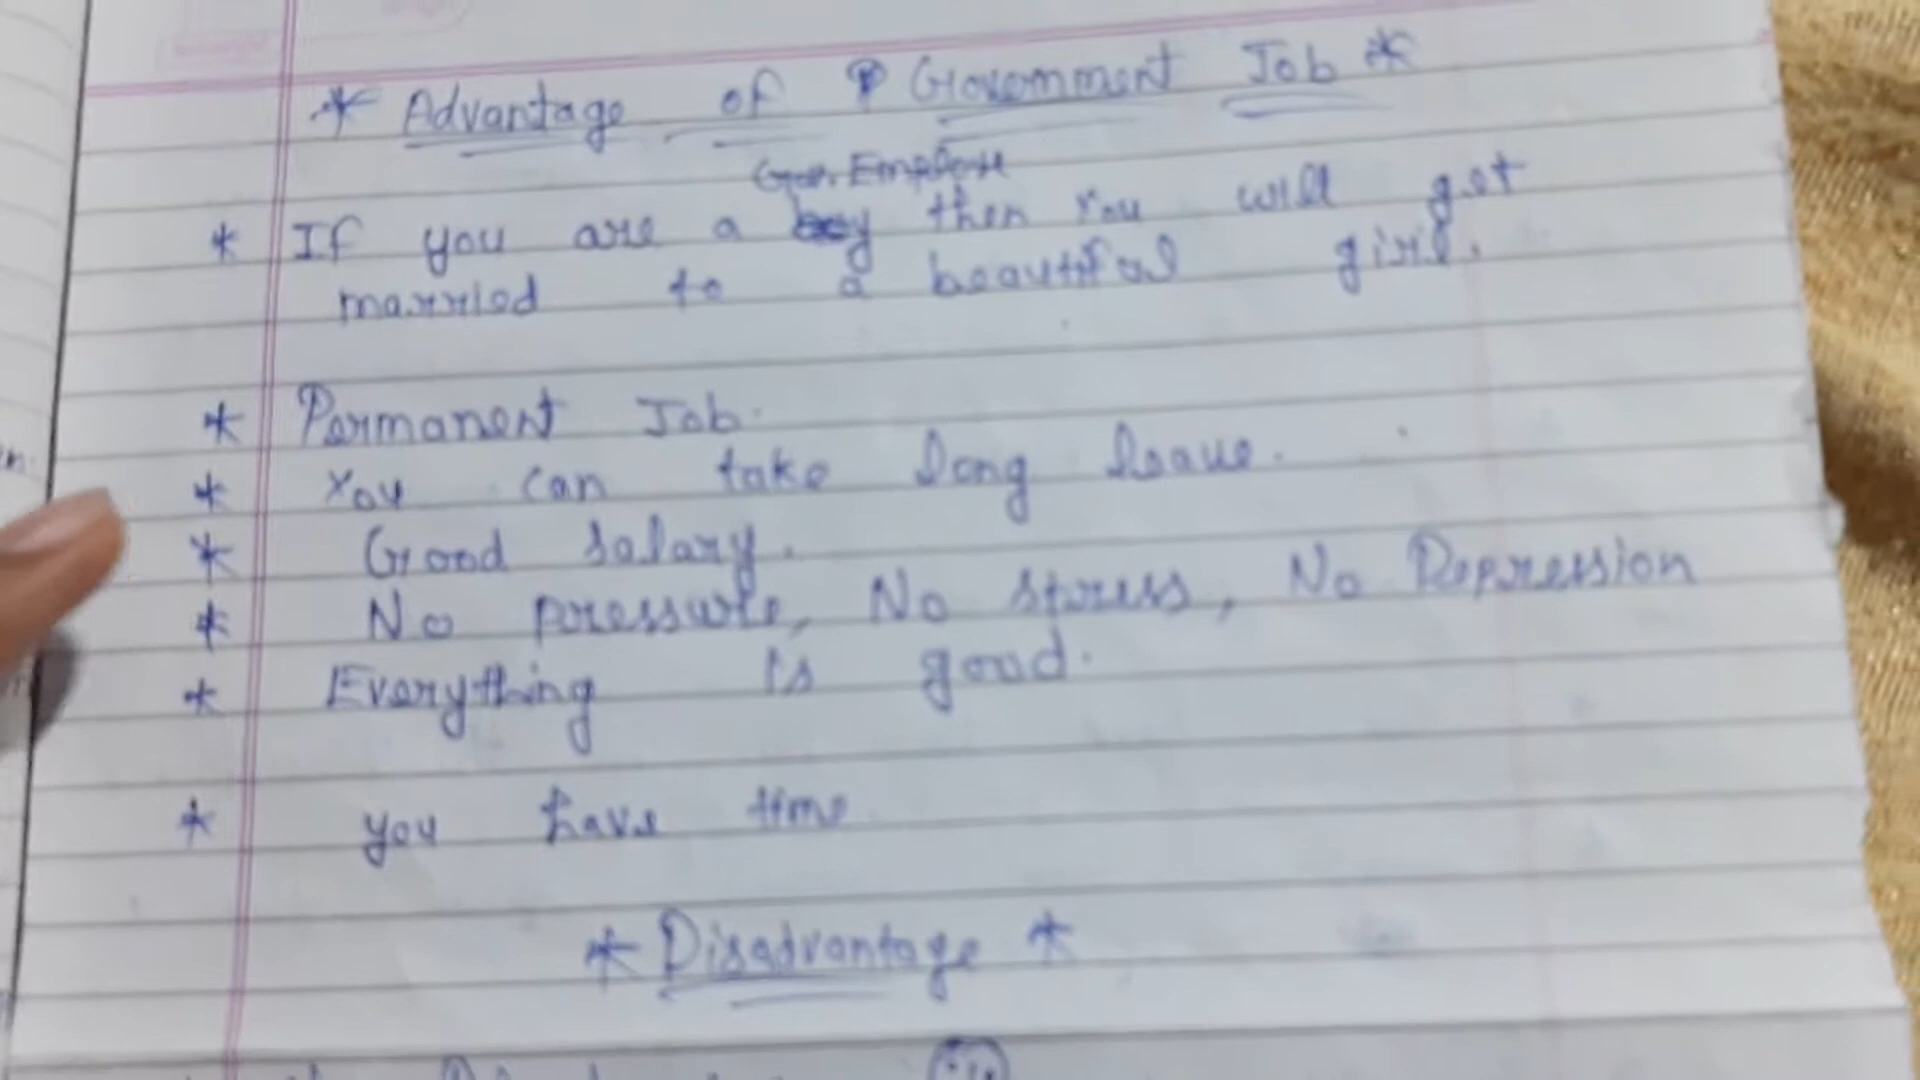 * Advantage of Government Job *
Gov. Employe
* If you are a boy then You will get
married to a beautiful girl.
* Permanent Job.
* You can take long leave.
* Good salary.
* No pressure, No stress, No Depression
* Everything is good.
* you have time
* Disadvantage *